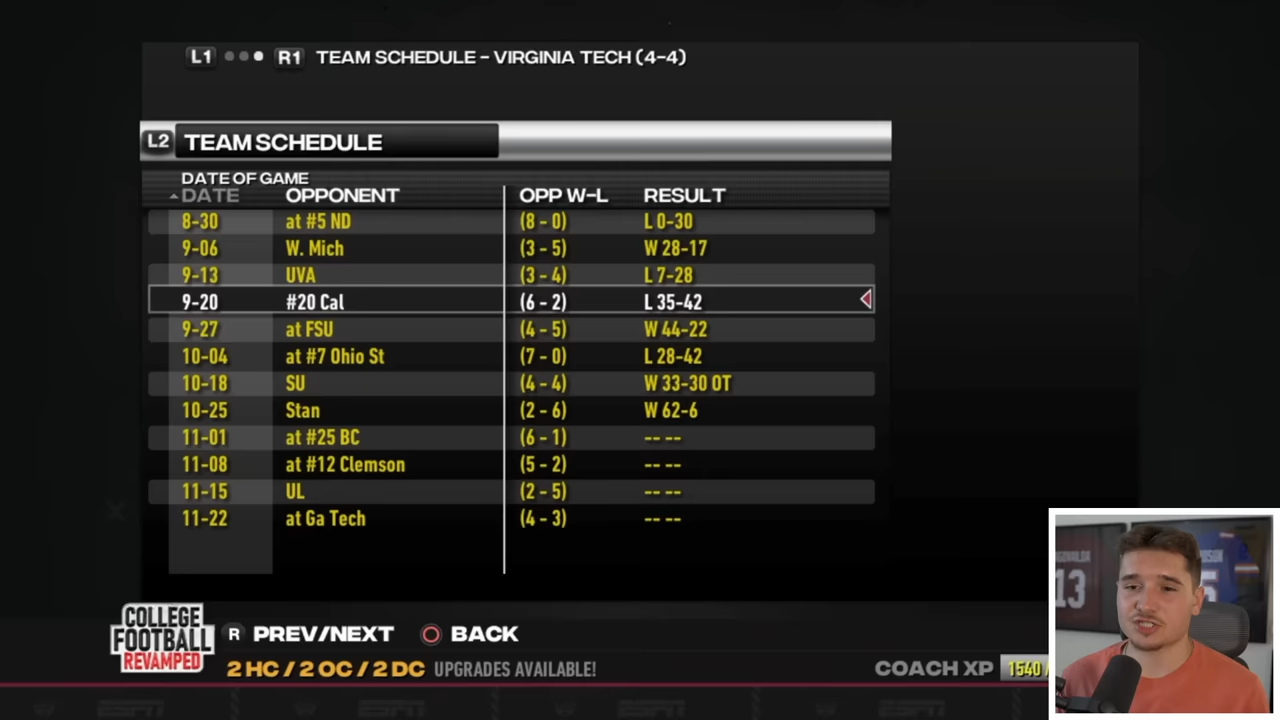 L1 R1 TEAM SCHEDULE - VIRGINIA TECH (4-4)
L2 TEAM SCHEDULE
DATE OF GAME
DATE OPPONENT OPP W-L RESULT
8-30 at #5 ND (8 - 0) L 0-30
9-06 W. Mich (3 - 5) W 28-17
9-13 UVA (3 - 4) L 7-28
9-20 #20 Cal (6 - 2) L 35-42
9-27 at FSU (4 - 5) W 44-22
10-04 at #7 Ohio St (7 - 0) L 28-42
10-18 SU (4 - 4) W 33-30 OT
10-25 Stan (2 - 6) W 62-6
11-01 at #25 BC (6 - 1) -- --
11-08 at #12 Clemson (5 - 2) -- --
11-15 UL (2 - 5) -- --
11-22 at Ga Tech (4 - 3) -- --
COLLEGE
FOOTBALL
REVAMPED
R PREV/NEXT BACK
2 HC / 2 OC / 2 DC UPGRADES AVAILABLE!
COACH XP 1540 /
13